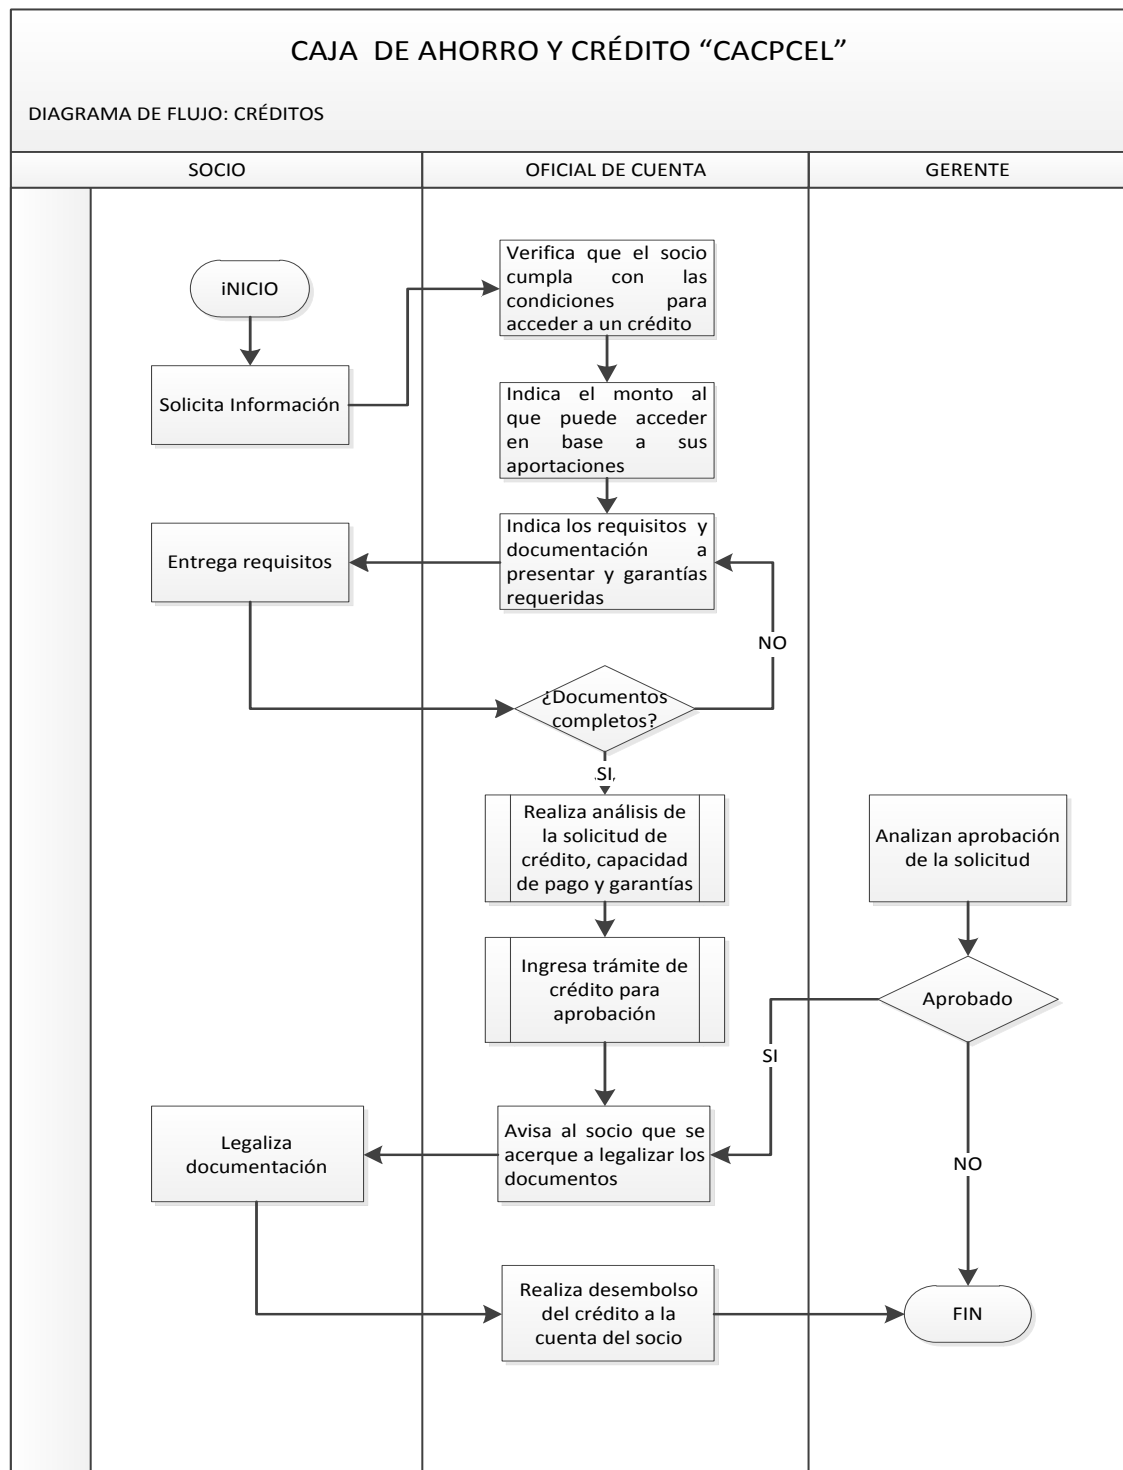 CAJA  DE AHORRO Y CRÉDITO “CACPCEL”
DIAGRAMA DE FLUJO: CRÉDITOS
SOCIO
OFICIAL DE CUENTA
GERENTE
iNICIO
Solicita Información
Verifica que el socio
cumpla con las
condiciones para
acceder a un crédito
Indica el monto al
que puede acceder
en base a sus
aportaciones
Indica los requisitos y
documentación a
presentar y garantías
requeridas
Entrega requisitos
NO
¿Documentos
completos?
SI
Realiza análisis de
la solicitud de
crédito, capacidad
de pago y garantías
Analizan aprobación
de la solicitud
Ingresa trámite de
crédito para
aprobación
Aprobado
SI
Avisa al socio que se
acerque a legalizar los
documentos
Legaliza
documentación
NO
Realiza desembolso
del crédito a la
cuenta del socio
FIN